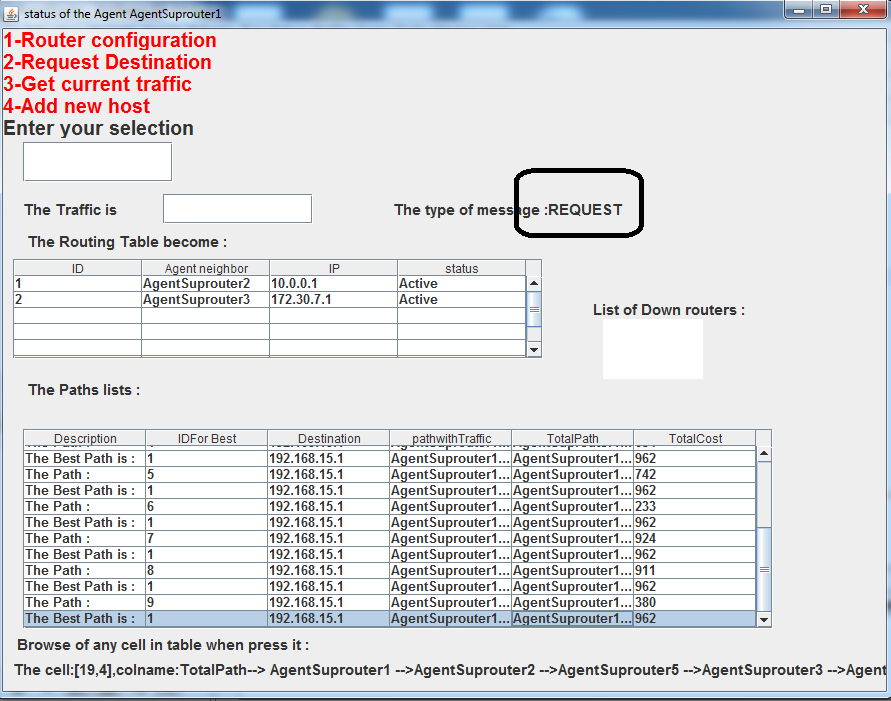 status of the Agent AgentSuprouter1
1-Router configuration
2-Request Destination
3-Get current traffic
4-Add new host
Enter your selection
The Traffic is
The type of message :REQUEST
The Routing Table become :
ID Agent neighbor IP status
1 AgentSuprouter2 10.0.0.1 Active
2 AgentSuprouter3 172.30.7.1 Active
List of Down routers :
The Paths lists :
Description IDFor Best Destination pathwithTraffic TotalPath TotalCost
The Best Path is : 1 192.168.15.1 AgentSuprouter1... AgentSuprouter1... 962
The Path : 5 192.168.15.1 AgentSuprouter1... AgentSuprouter1... 742
The Best Path is : 1 192.168.15.1 AgentSuprouter1... AgentSuprouter1... 962
The Path : 6 192.168.15.1 AgentSuprouter1... AgentSuprouter1... 233
The Best Path is : 1 192.168.15.1 AgentSuprouter1... AgentSuprouter1... 962
The Path : 7 192.168.15.1 AgentSuprouter1... AgentSuprouter1... 924
The Best Path is : 1 192.168.15.1 AgentSuprouter1... AgentSuprouter1... 962
The Path : 8 192.168.15.1 AgentSuprouter1... AgentSuprouter1... 911
The Best Path is : 1 192.168.15.1 AgentSuprouter1... AgentSuprouter1... 962
The Path : 9 192.168.15.1 AgentSuprouter1... AgentSuprouter1... 380
The Best Path is : 1 192.168.15.1 AgentSuprouter1... AgentSuprouter1... 962
Browse of any cell in table when press it :
The cell:[19,4],colname:TotalPath--> AgentSuprouter1 -->AgentSuprouter2 -->AgentSuprouter5 -->AgentSuprouter3 -->Agent